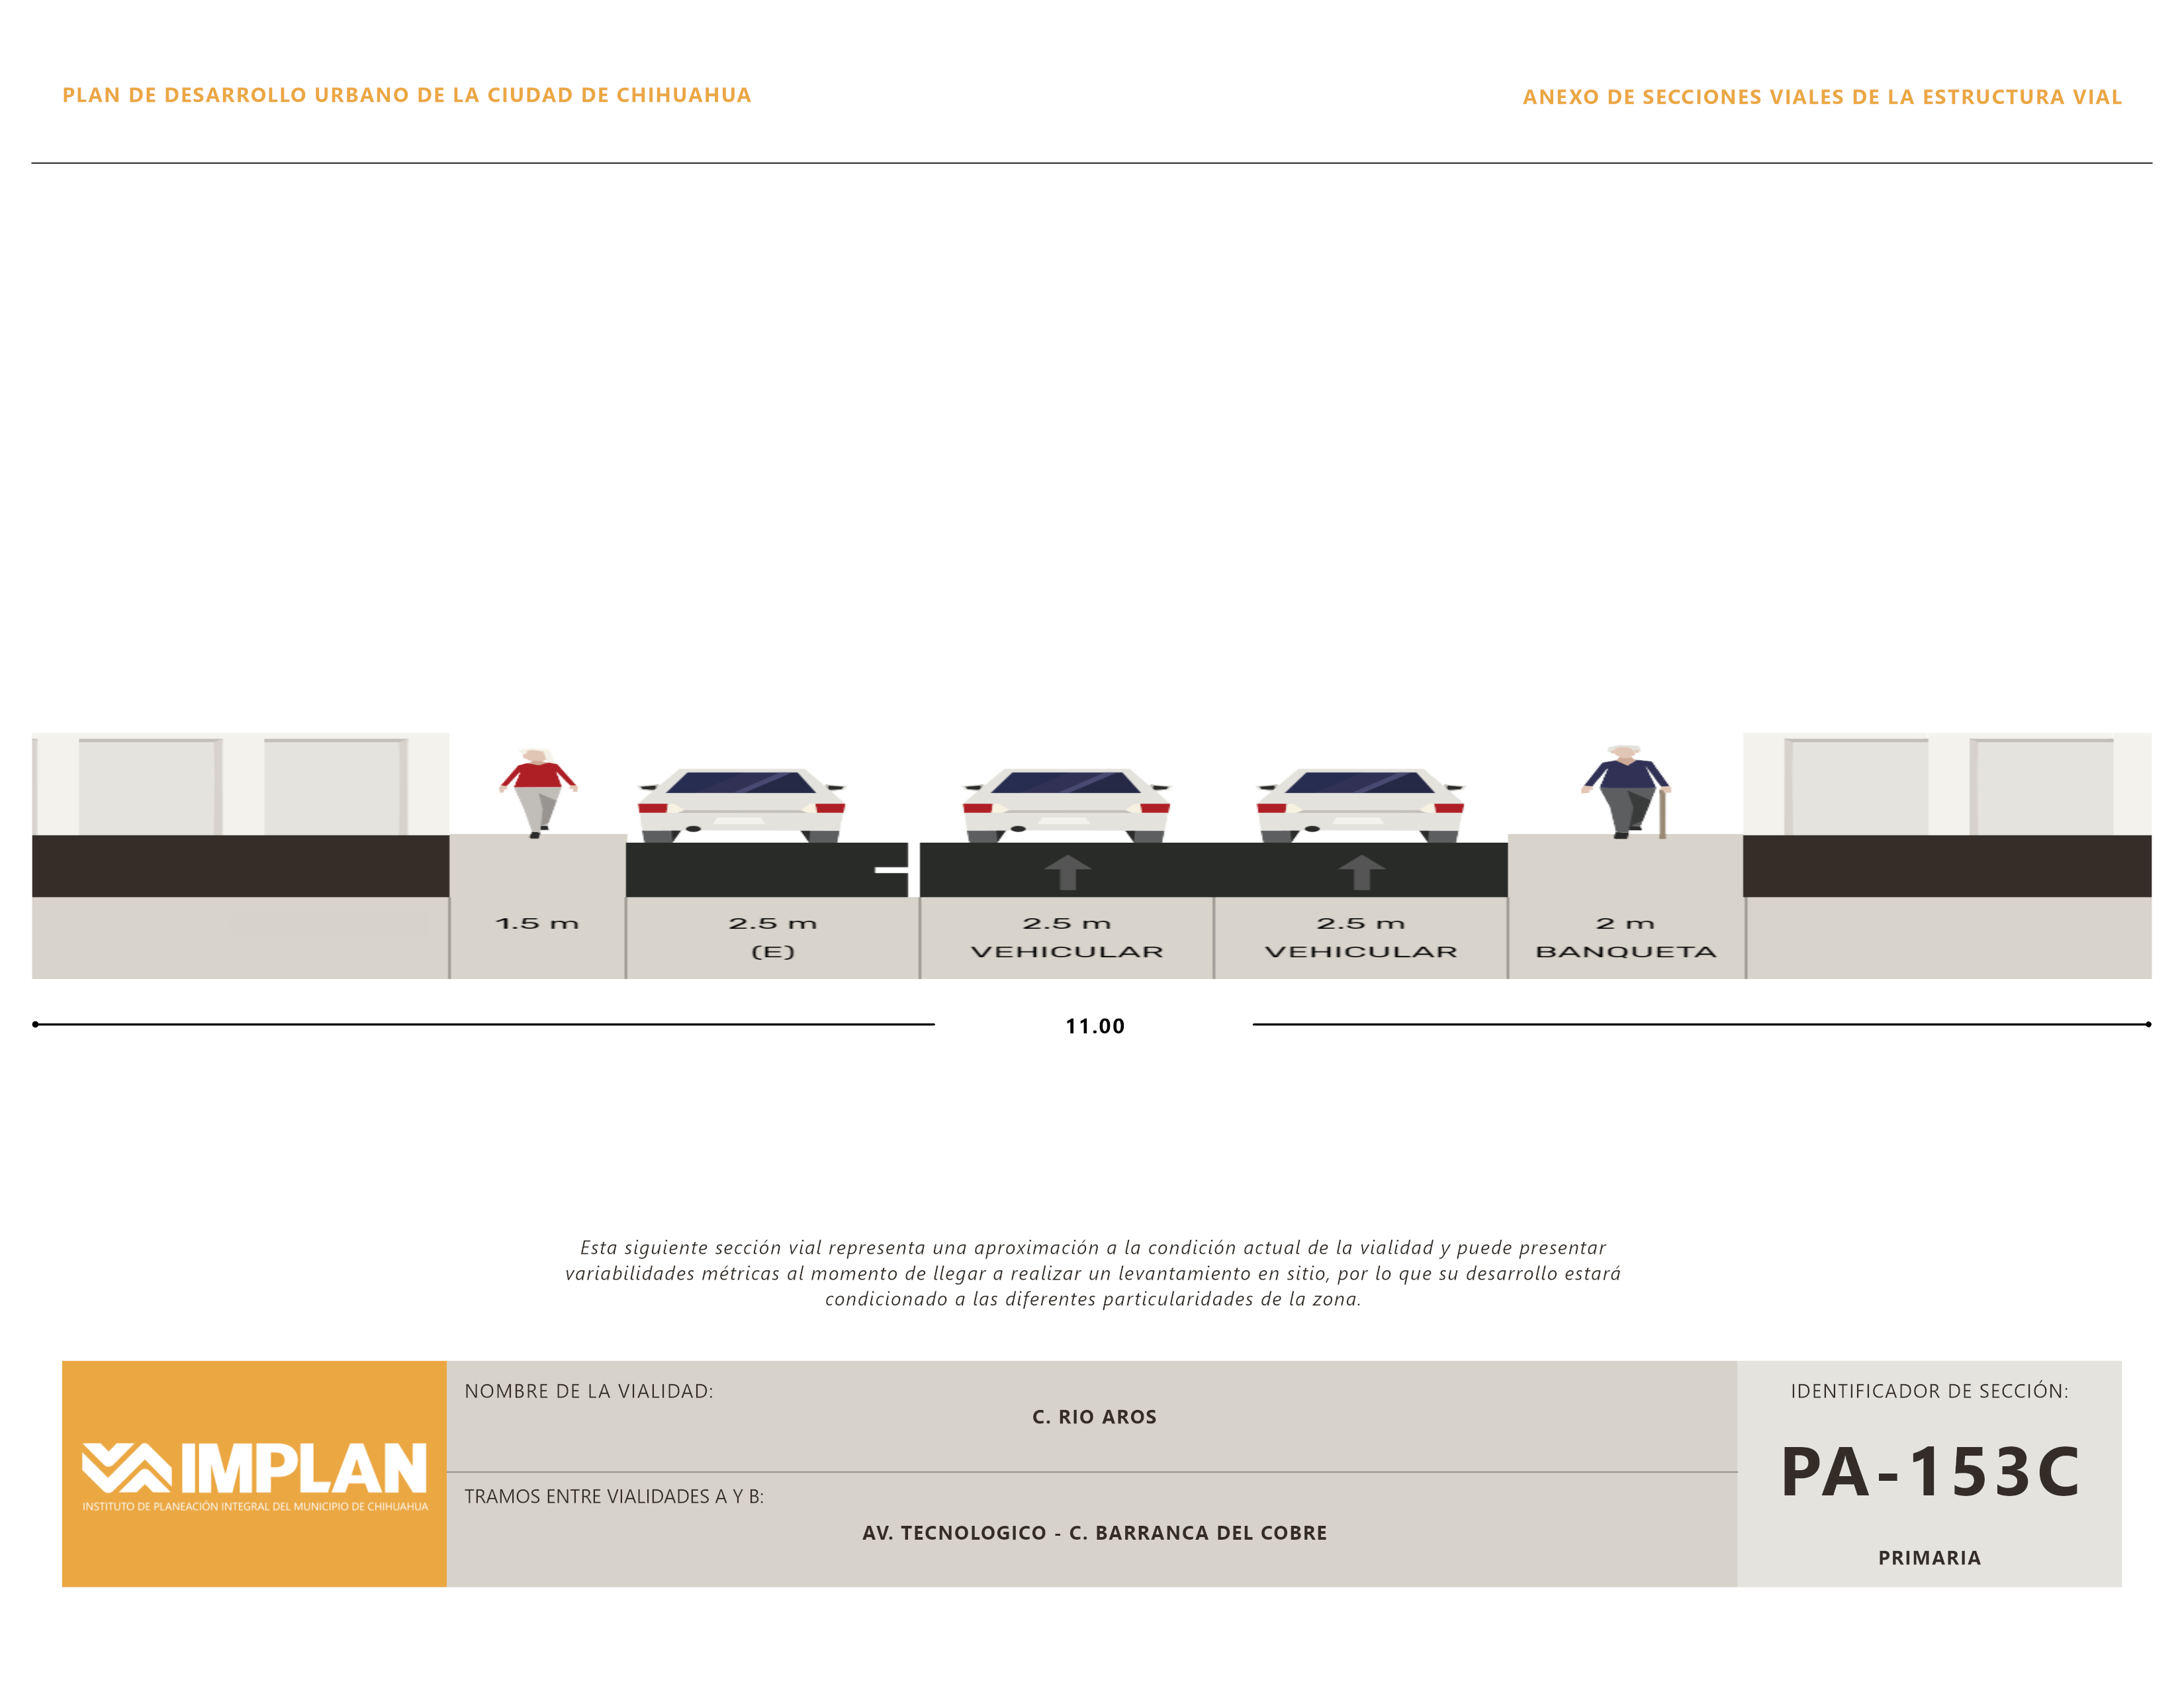 PLAN DE DESARROLLO URBANO DE LA CIUDAD DE CHIHUAHUA
ANEXO DE SECCIONES VIALES DE LA ESTRUCTURA VIAL
1.5 m
2.5 m
(E)
2.5 m
VEHICULAR
2.5 m
VEHICULAR
2 m
BANQUETA
11.00
Esta siguiente sección vial representa una aproximación a la condición actual de la vialidad y puede presentar
variabilidades métricas al momento de llegar a realizar un levantamiento en sitio, por lo que su desarrollo estará
condicionado a las diferentes particularidades de la zona.
IMPLAN
INSTITUTO DE PLANEACIÓN INTEGRAL DEL MUNICIPIO DE CHIHUAHUA
NOMBRE DE LA VIALIDAD:
C. RIO AROS
TRAMOS ENTRE VIALIDADES A Y B:
AV. TECNOLOGICO - C. BARRANCA DEL COBRE
IDENTIFICADOR DE SECCIÓN:
PA-153C
PRIMARIA